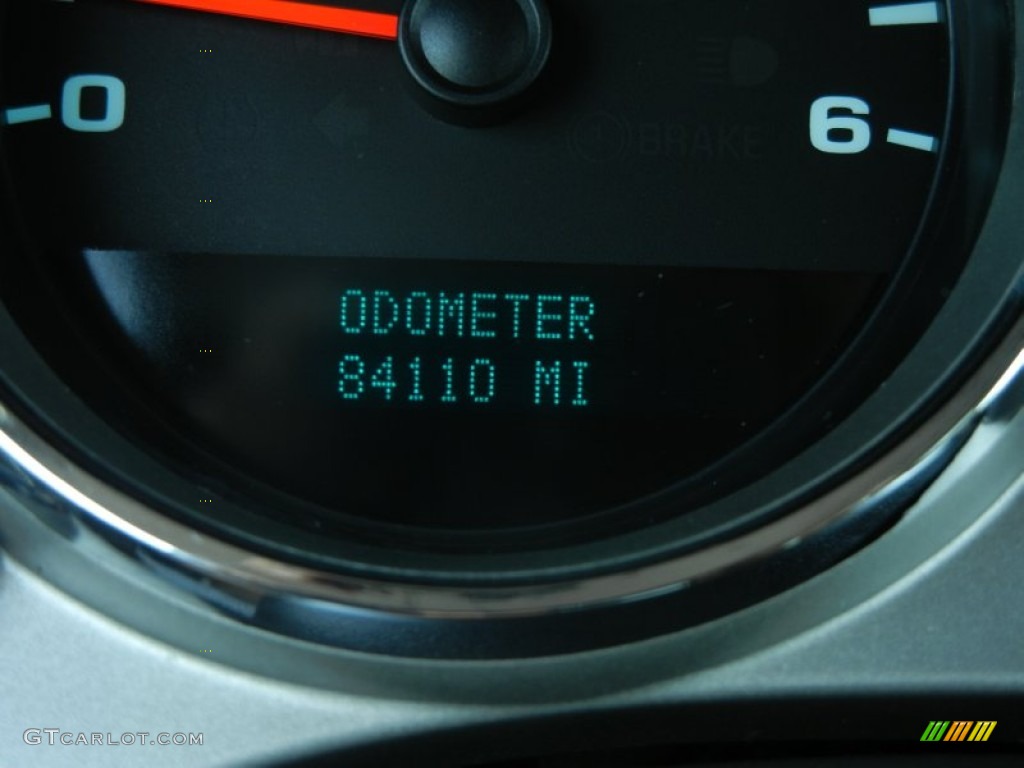 0
6
BRAKE
ODOMETER
84110 MI
GTCARLOT.COM